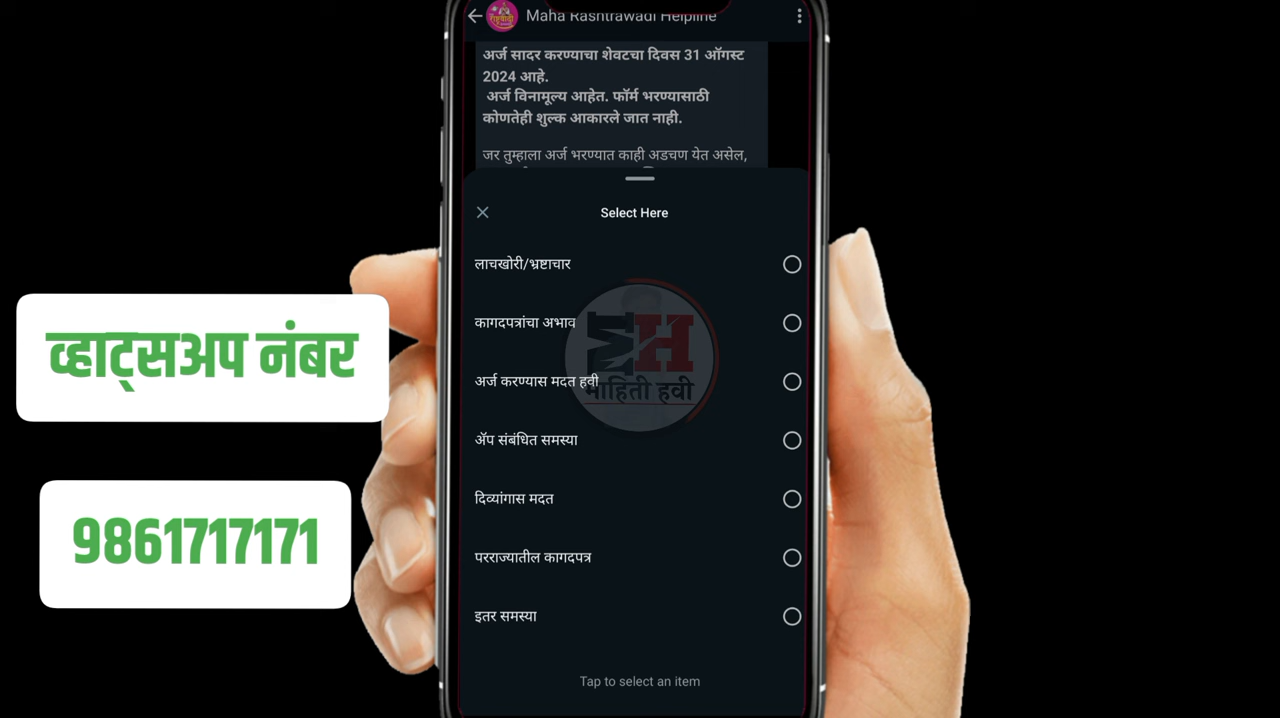 Maha Rashtrawadi Helpline
अर्ज सादर करण्याचा शेवटचा दिवस 31 ऑगस्ट
2024 आहे.
अर्ज विनामूल्य आहेत. फॉर्म भरण्यासाठी
कोणतेही शुल्क आकारले जात नाही.
जर तुम्हाला अर्ज भरण्यात काही अडचण येत असेल,
Select Here
लाचखोरी/भ्रष्टाचार
कागदपत्रांचा अभाव
अर्ज करण्यास मदत हवी
ॲप संबंधित समस्या
दिव्यांगास मदत
परराज्यातील कागदपत्र
इतर समस्या
Tap to select an item
MH
माहिती हवी
व्हाट्सअप नंबर
9861717171